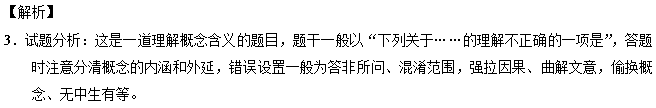 【解析】
3．试题分析：这是一道理解概念含义的题目，题干一般以“下列关于……的理解不正确的一项是”，答题
时注意分清概念的内涵和外延，错误设置一般为答非所问、混淆范围，强拉因果、曲解文意，偷换概
念、无中生有等。